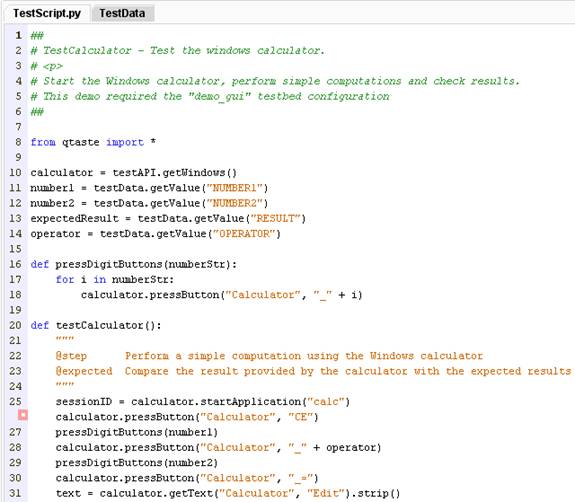 TestScript.py TestData
1 ##
2 # TestCalculator - Test the windows calculator.
3 # <p>
4 # Start the Windows calculator, perform simple computations and check results.
5 # This demo required the "demo_gui" testbed configuration
6 ##
7
8 from qtaste import *
9
10 calculator = testAPI.getWindows()
11 number1 = testData.getValue("NUMBER1")
12 number2 = testData.getValue("NUMBER2")
13 expectedResult = testData.getValue("RESULT")
14 operator = testData.getValue("OPERATOR")
15
16 def pressDigitButtons(numberStr):
17     for i in numberStr:
18         calculator.pressButton("Calculator", "_" + i)
19
20 def testCalculator():
21     """
22     @step      Perform a simple computation using the Windows calculator
23     @expected  Compare the result provided by the calculator with the expected results
24     """
25     sessionID = calculator.startApplication("calc")
    calculator.pressButton("Calculator", "CE")
27     pressDigitButtons(number1)
28     calculator.pressButton("Calculator", "_" + operator)
29     pressDigitButtons(number2)
30     calculator.pressButton("Calculator", "_=")
31     text = calculator.getText("Calculator", "Edit").strip()